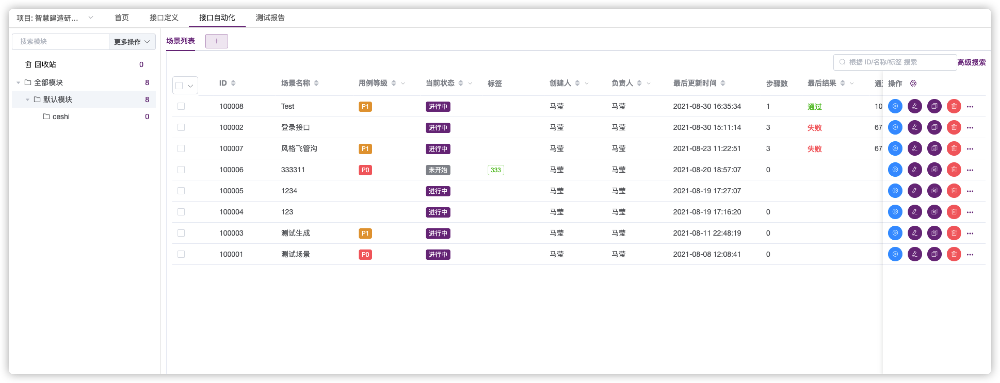 项目: 智慧建造研... 首页 接口定义 接口自动化 测试报告
搜索模块 更多操作
回收站 0
全部模块 8
默认模块 8
ceshi 0
场景列表 +
根据 ID/名称/标签 搜索 高级搜索
ID 场景名称 用例等级 当前状态 标签 创建人 负责人 最后更新时间 步骤数 最后结果 操作
100008 Test P1 进行中 马莹 马莹 2021-08-30 16:35:34 1 通过 10
100002 登录接口 进行中 马莹 马莹 2021-08-30 15:11:14 3 失败 67
100007 风格飞管沟 P1 进行中 马莹 马莹 2021-08-23 11:22:51 3 失败 67
100006 333311 P0 未开始 333 马莹 马莹 2021-08-20 18:57:07 0
100005 1234 进行中 马莹 马莹 2021-08-19 17:27:07
100004 123 进行中 马莹 马莹 2021-08-19 17:16:20 0
100003 测试生成 P1 进行中 马莹 马莹 2021-08-11 22:48:19 0
100001 测试场景 P0 进行中 马莹 马莹 2021-08-08 12:08:41 0